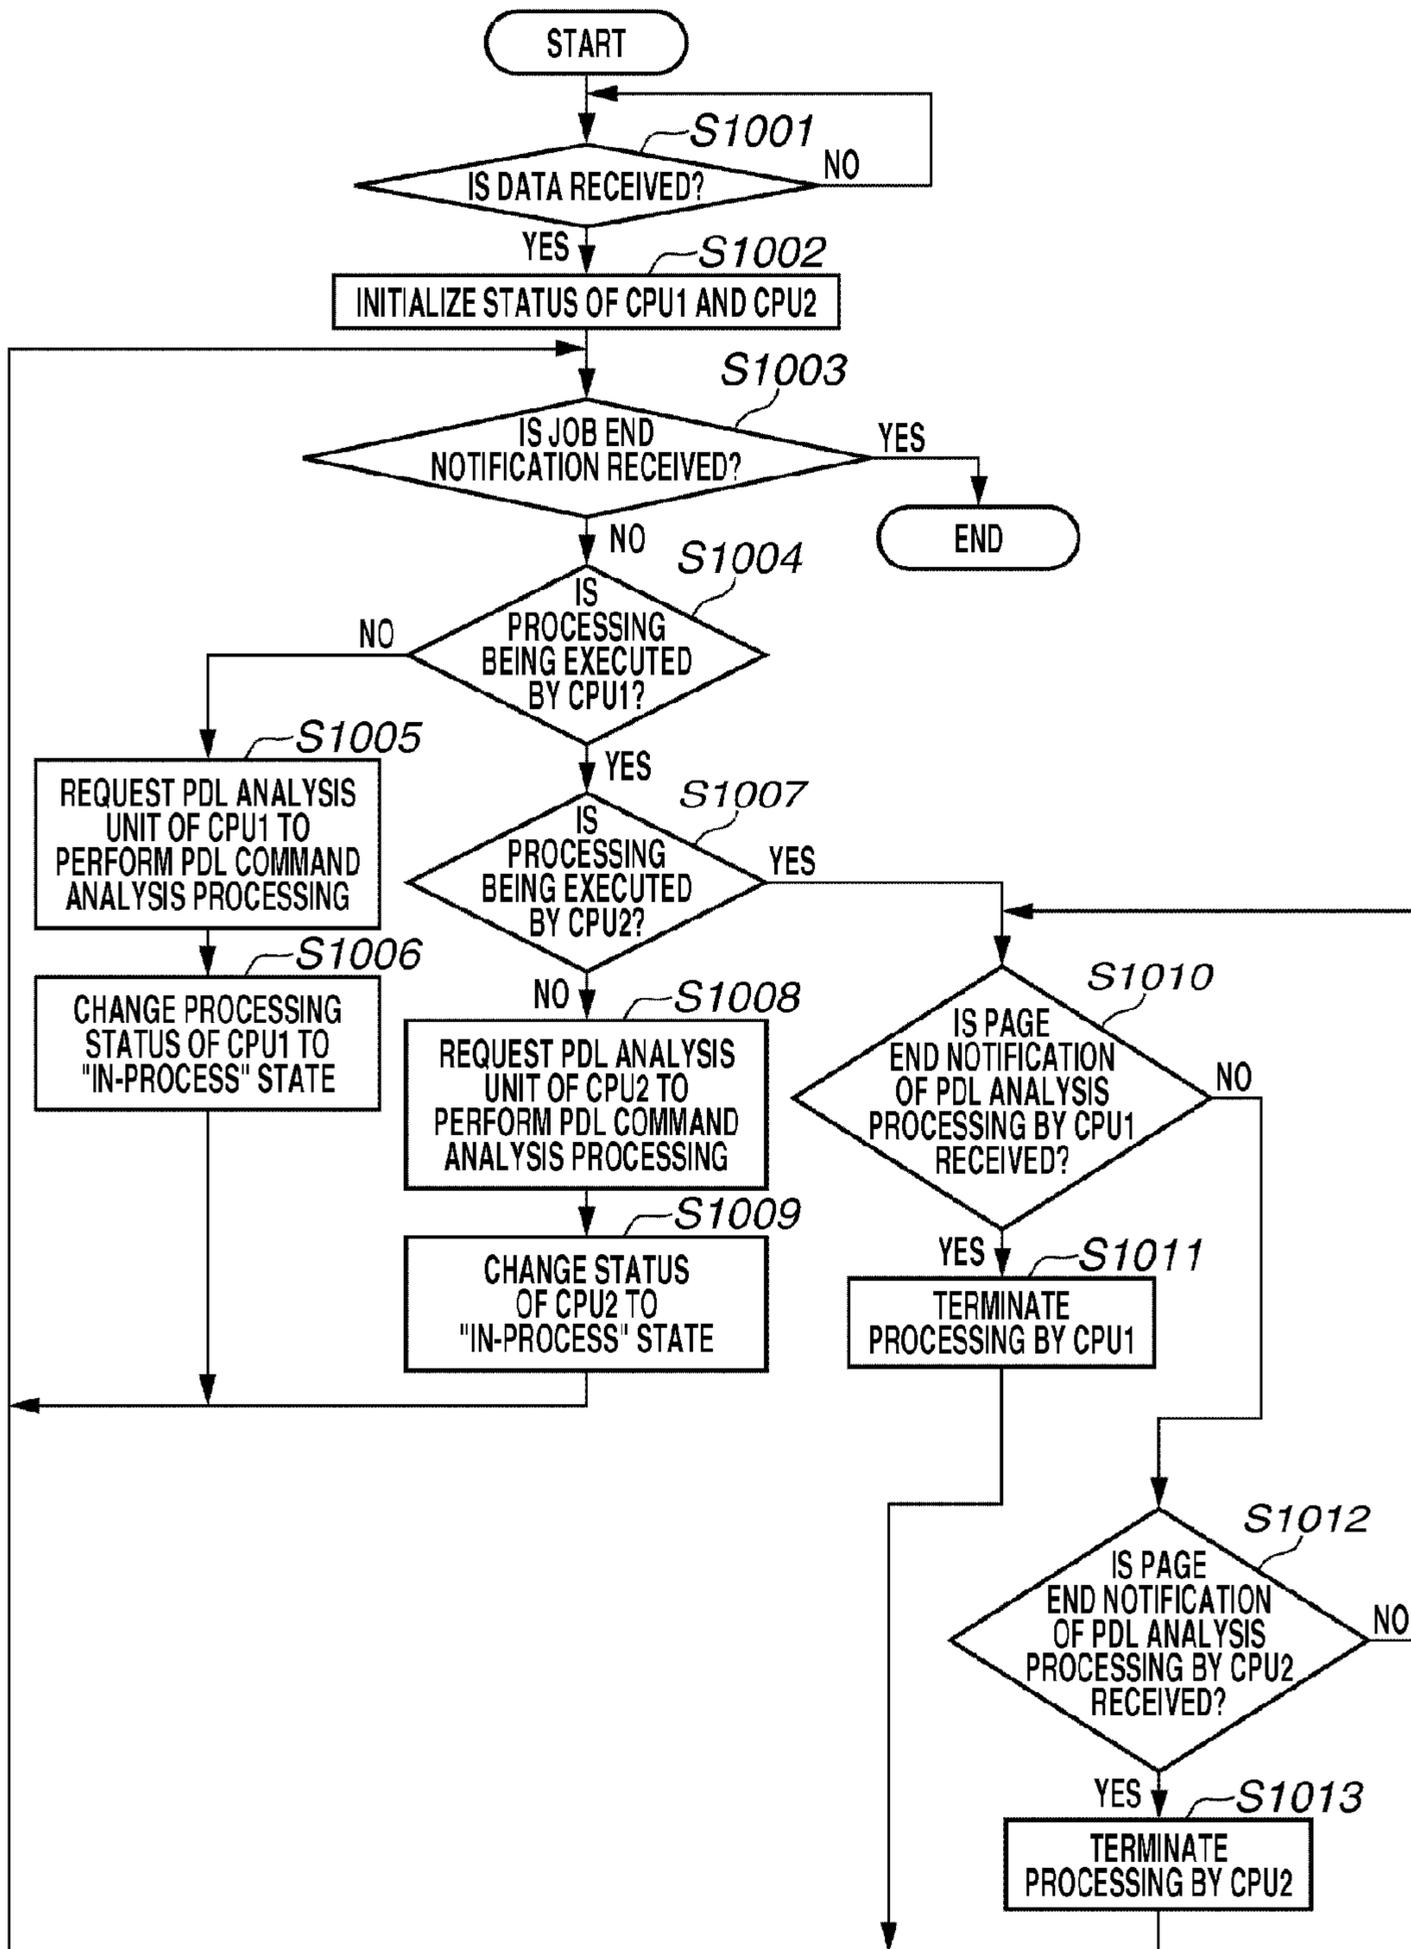 START
S1001
IS DATA RECEIVED?
NO
YES
S1002
INITIALIZE STATUS OF CPU1 AND CPU2
S1003
IS JOB END
NOTIFICATION RECEIVED?
YES
END
NO
S1004
IS
PROCESSING
BEING EXECUTED
BY CPU1?
NO
YES
S1005
REQUEST PDL ANALYSIS
UNIT OF CPU1 TO
PERFORM PDL COMMAND
ANALYSIS PROCESSING
S1006
CHANGE PROCESSING
STATUS OF CPU1 TO
"IN-PROCESS" STATE
S1007
IS
PROCESSING
BEING EXECUTED
BY CPU2?
YES
NO
S1008
REQUEST PDL ANALYSIS
UNIT OF CPU2 TO
PERFORM PDL COMMAND
ANALYSIS PROCESSING
S1009
CHANGE STATUS
OF CPU2 TO
"IN-PROCESS" STATE
S1010
IS PAGE
END NOTIFICATION
OF PDL ANALYSIS
PROCESSING BY CPU1
RECEIVED?
NO
YES
S1011
TERMINATE
PROCESSING BY CPU1
S1012
IS PAGE
END NOTIFICATION
OF PDL ANALYSIS
PROCESSING BY CPU2
RECEIVED?
NO
YES
S1013
TERMINATE
PROCESSING BY CPU2